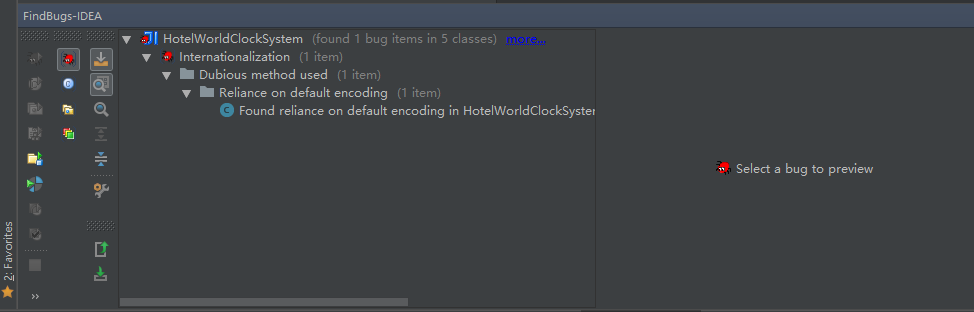 FindBugs-IDEA
HotelWorldClockSystem (found 1 bug items in 5 classes) more...
Internationalization (1 item)
Dubious method used (1 item)
Reliance on default encoding (1 item)
Found reliance on default encoding in HotelWorldClockSyster
Select a bug to preview
2: Favorites